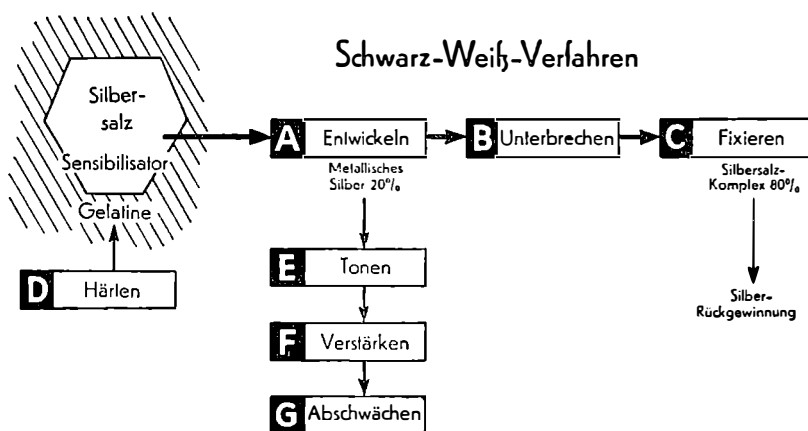 Schwarz-Weiß-Verfahren
Silber-
salz
Sensibilisator
Gelatine
A Entwickeln
B Unterbrechen
C Fixieren
Metallisches
Silber 20%
Silbersalz-
Komplex 80%
D Härten
E Tonen
Silber-
Rückgewinnung
F Verstärken
G Abschwächen